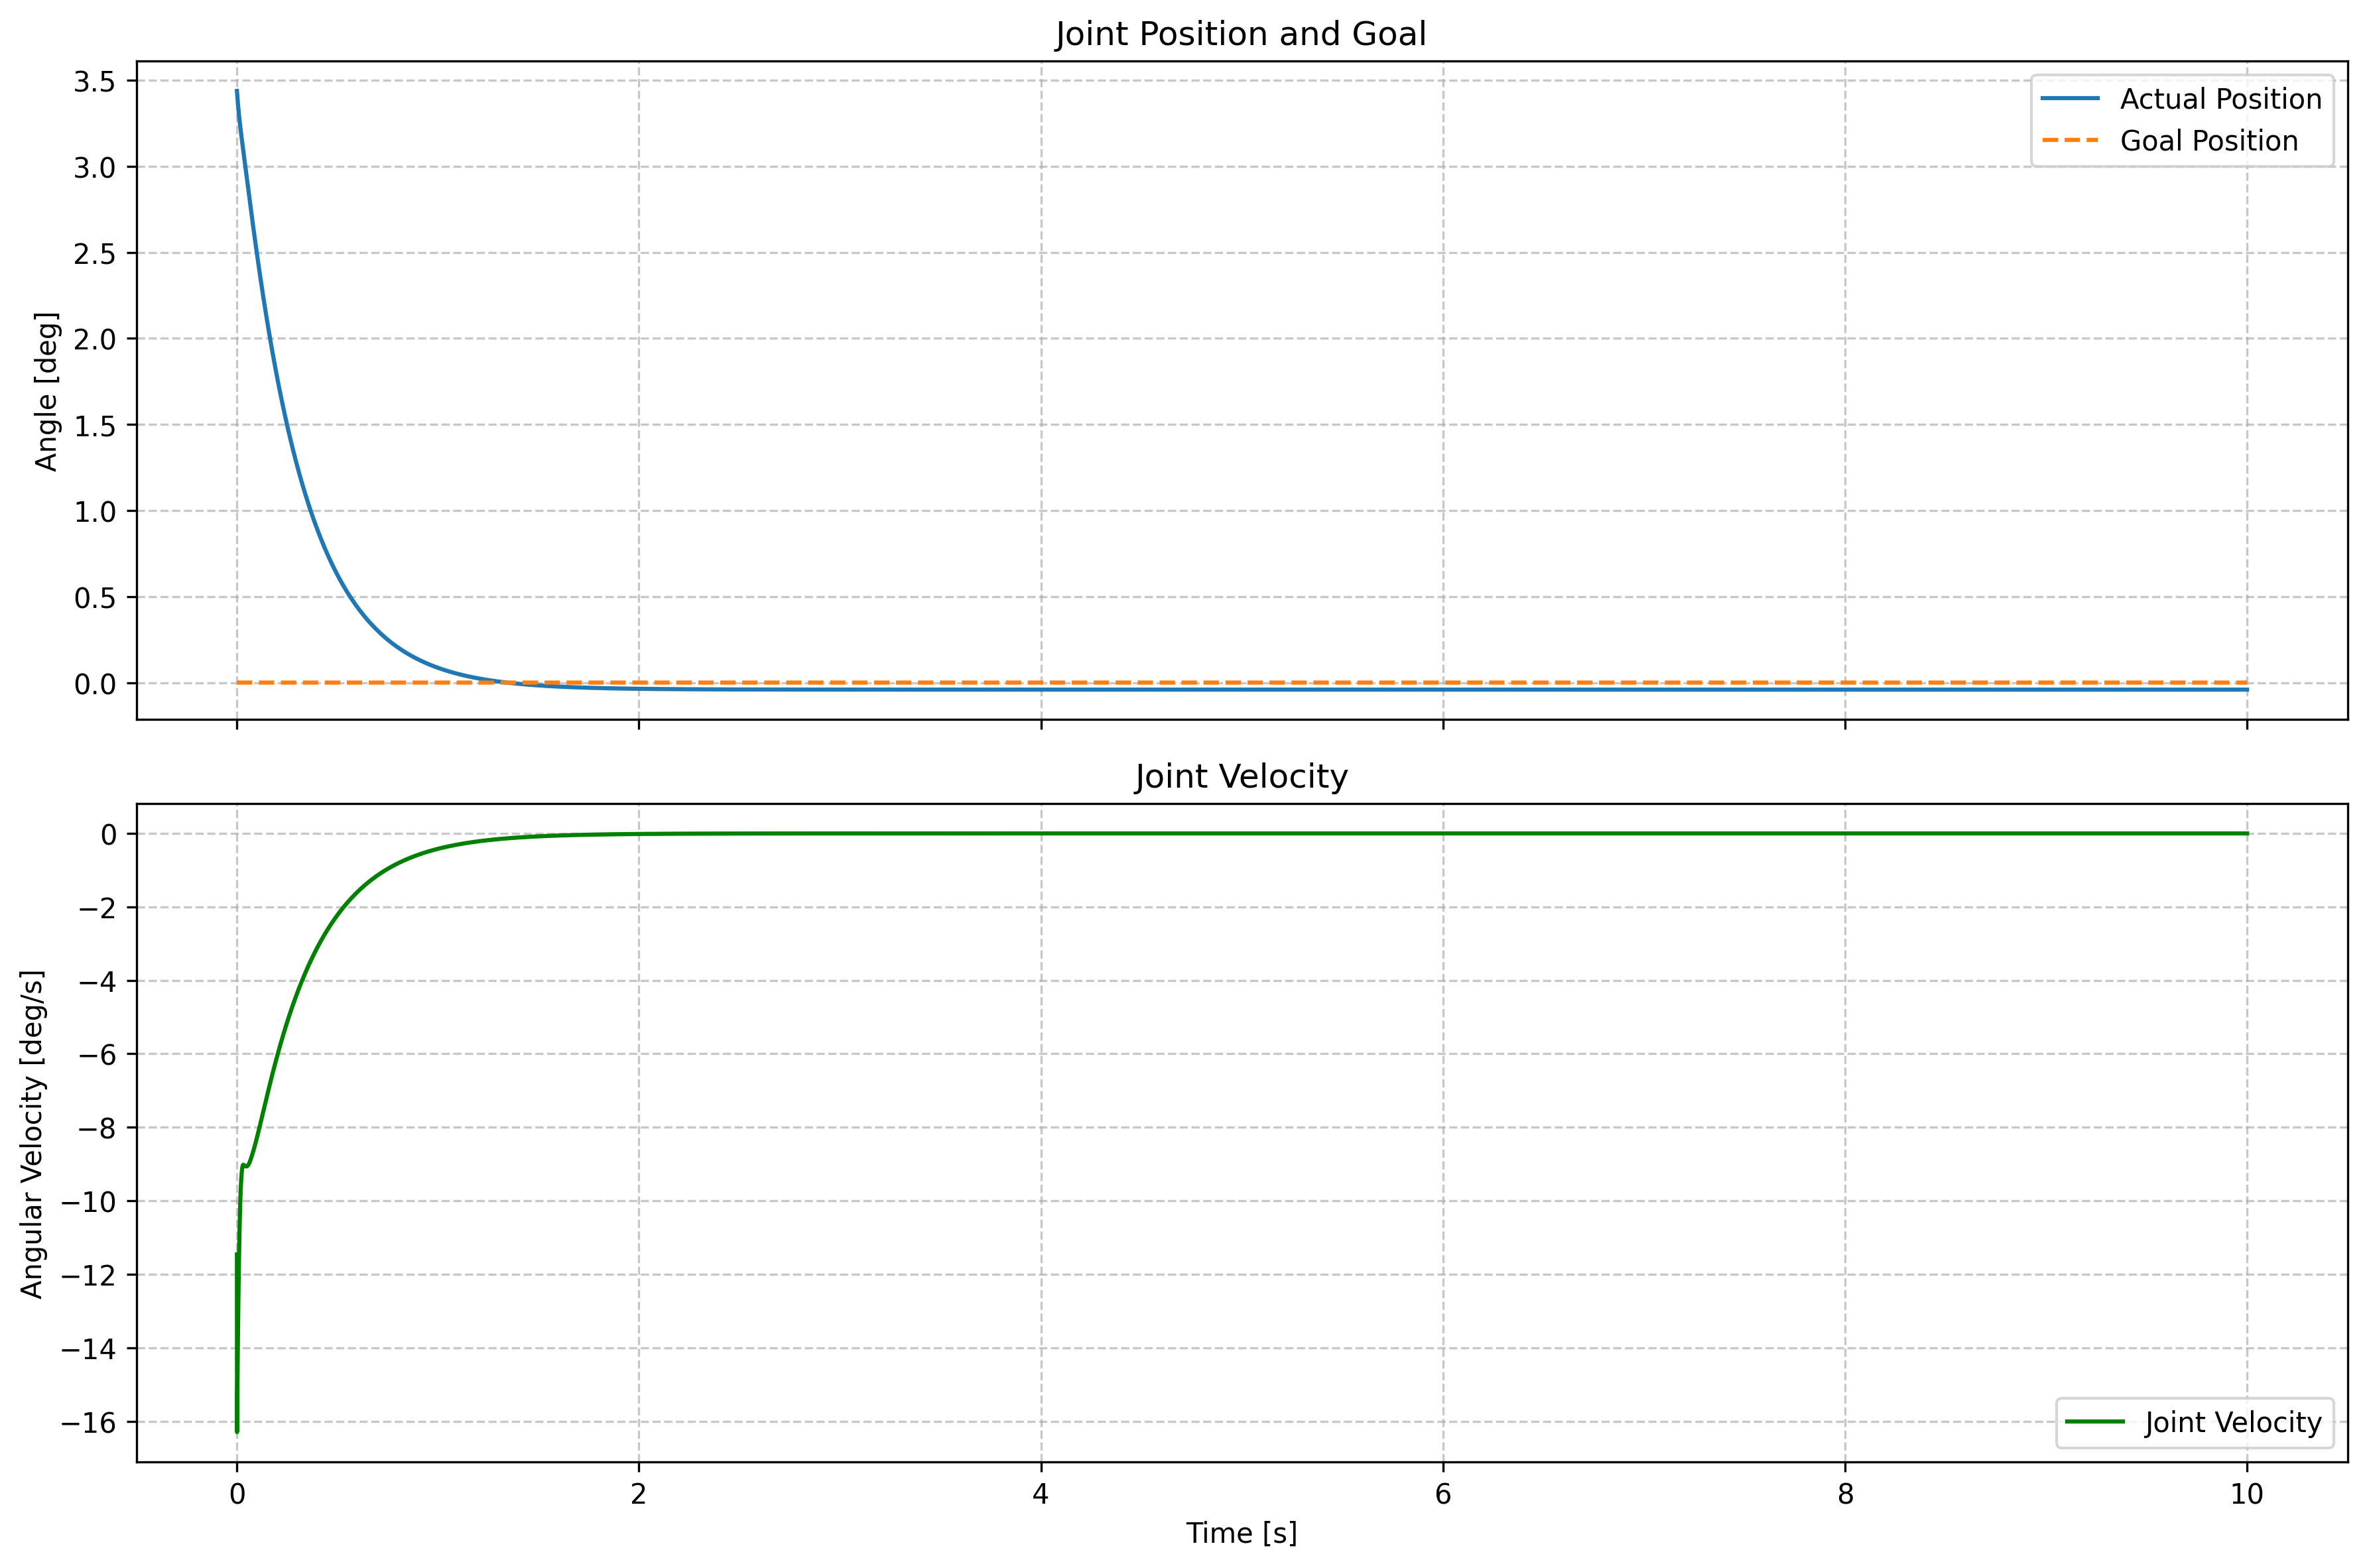 Joint Position and Goal
3.5
3.0
2.5
2.0
1.5
1.0
0.5
0.0
Angle [deg]
Actual Position
Goal Position
Joint Velocity
0
−2
−4
−6
−8
−10
−12
−14
−16
Angular Velocity [deg/s]
Joint Velocity
0 2 4 6 8 10
Time [s]